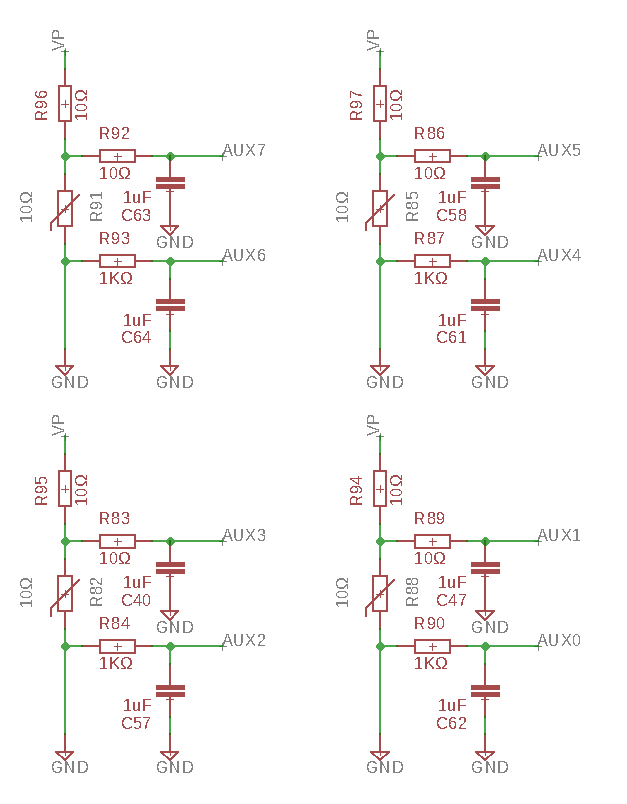 VP
R96
10Ω
R92
10Ω
AUX7
1uF
C63
GND
10Ω
R91
R93
1KΩ
AUX6
1uF
C64
GND
GND
VP
R97
10Ω
R86
10Ω
AUX5
1uF
C58
GND
10Ω
R85
R87
1KΩ
AUX4
1uF
C61
GND
GND
VP
R95
10Ω
R83
10Ω
AUX3
1uF
C40
GND
10Ω
R82
R84
1KΩ
AUX2
1uF
C57
GND
GND
VP
R94
10Ω
R89
10Ω
AUX1
1uF
C47
GND
10Ω
R88
R90
1KΩ
AUX0
1uF
C62
GND
GND